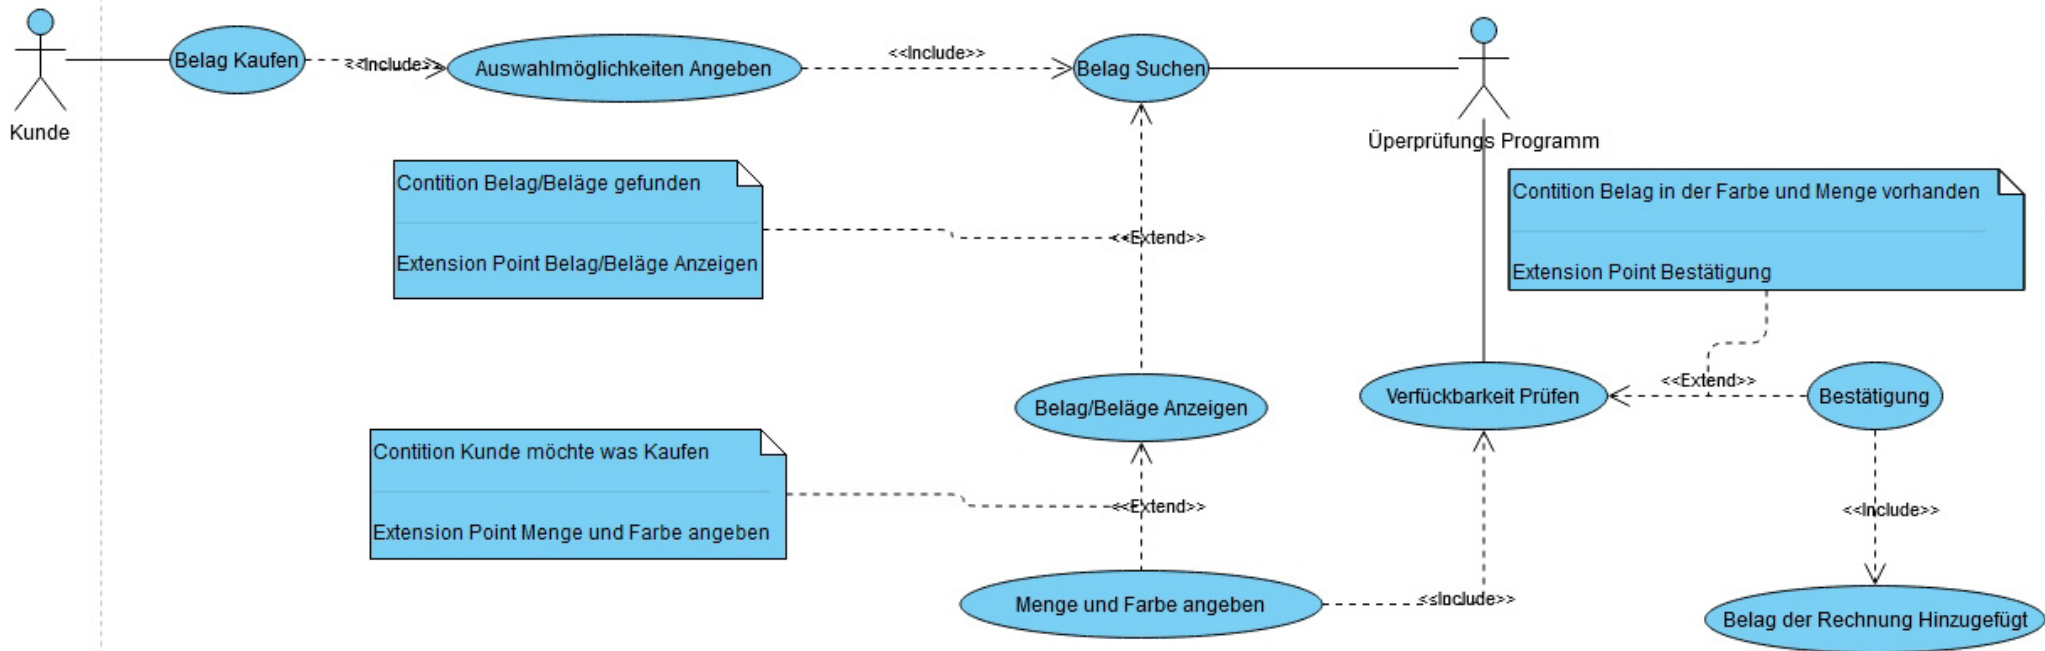 Kunde
Belag Kaufen
<<Include>>
Auswahlmöglichkeiten Angeben
<<Include>>
Belag Suchen
Üperprüfungs Programm
Contition Belag/Beläge gefunden
Extension Point Belag/Beläge Anzeigen
<<Extend>>
Contition Belag in der Farbe und Menge vorhanden
Extension Point Bestätigung
Belag/Beläge Anzeigen
Verfückbarkeit Prüfen
<<Extend>>
Bestätigung
Contition Kunde möchte was Kaufen
Extension Point Menge und Farbe angeben
<<Extend>>
<<Include>>
Menge und Farbe angeben
<<Include>>
Belag der Rechnung Hinzugefügt